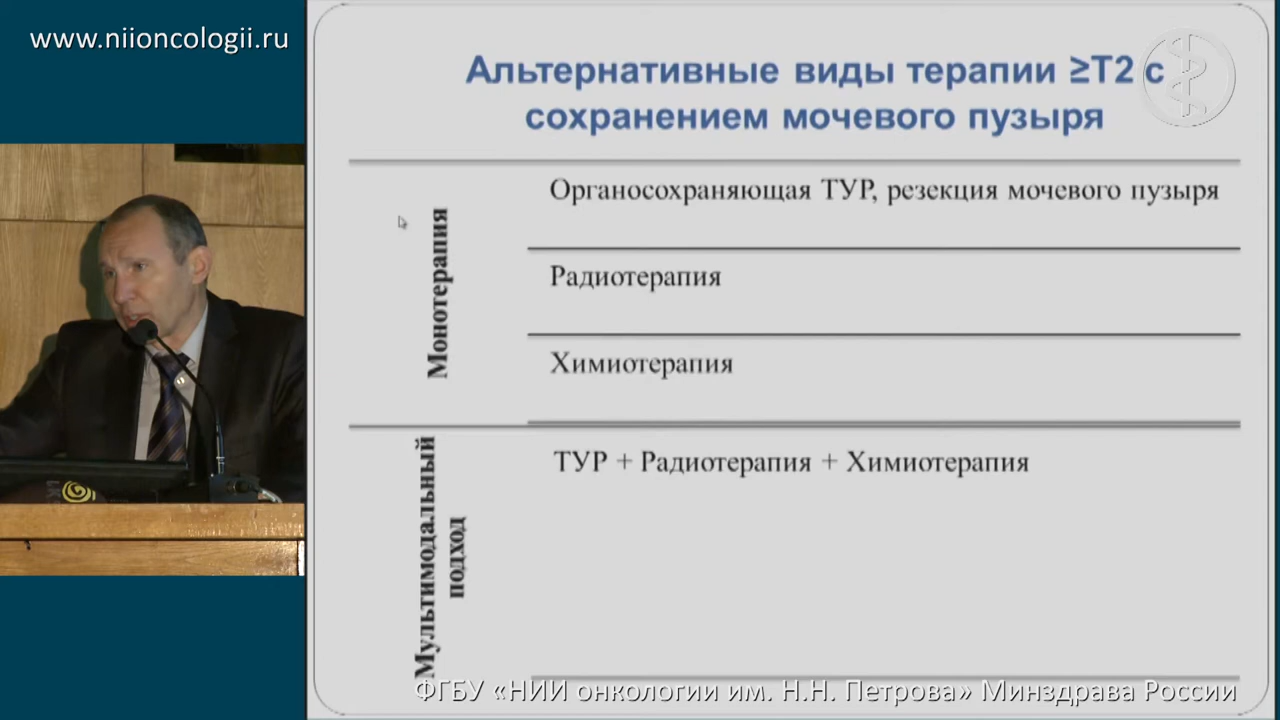 www.niioncologii.ru
Альтернативные виды терапии ≥Т2 с
сохранением мочевого пузыря
Монотерапия
Органосохраняющая ТУР, резекция мочевого пузыря
Радиотерапия
Химиотерапия
Мультимодальный
подход
ТУР + Радиотерапия + Химиотерапия
ФГБУ «НИИ онкологии им. Н.Н. Петрова» Минздрава России